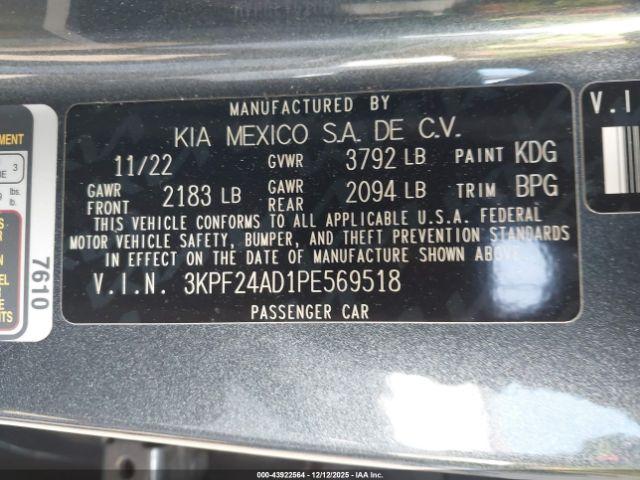 MANUFACTURED BY
KIA MEXICO S.A. DE C.V.
11/22 GVWR 3792 LB PAINT KDG
GAWR FRONT 2183 LB GAWR REAR 2094 LB TRIM BPG
THIS VEHICLE CONFORMS TO ALL APPLICABLE U.S.A. FEDERAL
MOTOR VEHICLE SAFETY, BUMPER, AND THEFT PREVENTION STANDARDS
IN EFFECT ON THE DATE OF MANUFACTURE SHOWN ABOVE.
V.I.N. 3KPF24AD1PE569518
PASSENGER CAR
3
lbs.
lb.
7610
V.I
000-43922564 - 12/12/2025 - IAA Inc.